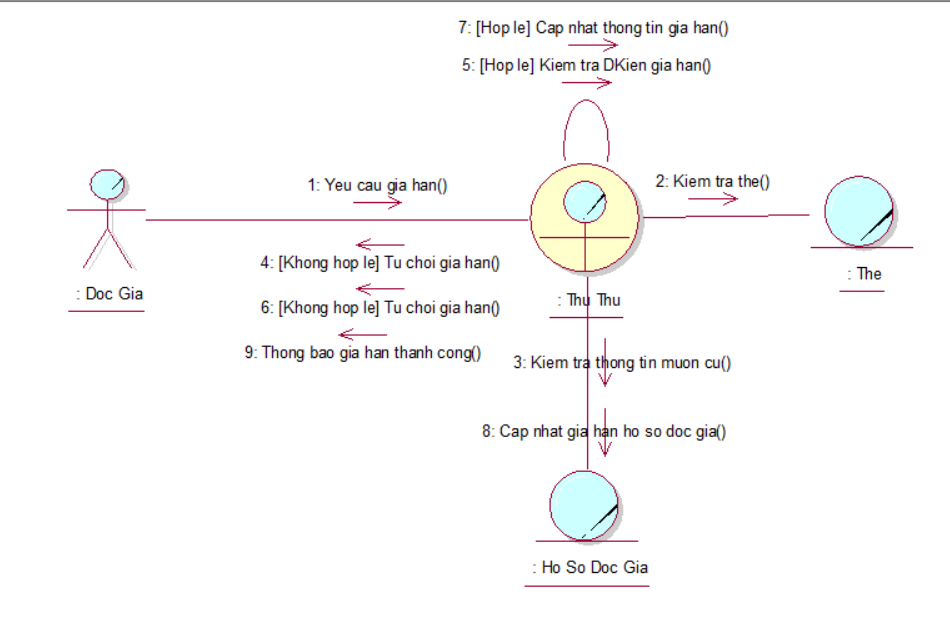 7: [Hop le] Cap nhat thong tin gia han()
5: [Hop le] Kiem tra DKien gia han()
1: Yeu cau gia han()
2: Kiem tra the()
4: [Khong hop le] Tu choi gia han()
6: [Khong hop le] Tu choi gia han()
9: Thong bao gia han thanh cong()
: Doc Gia
: Thu Thu
: The
3: Kiem tra thong tin muon cu()
8: Cap nhat gia han ho so doc gia()
: Ho So Doc Gia